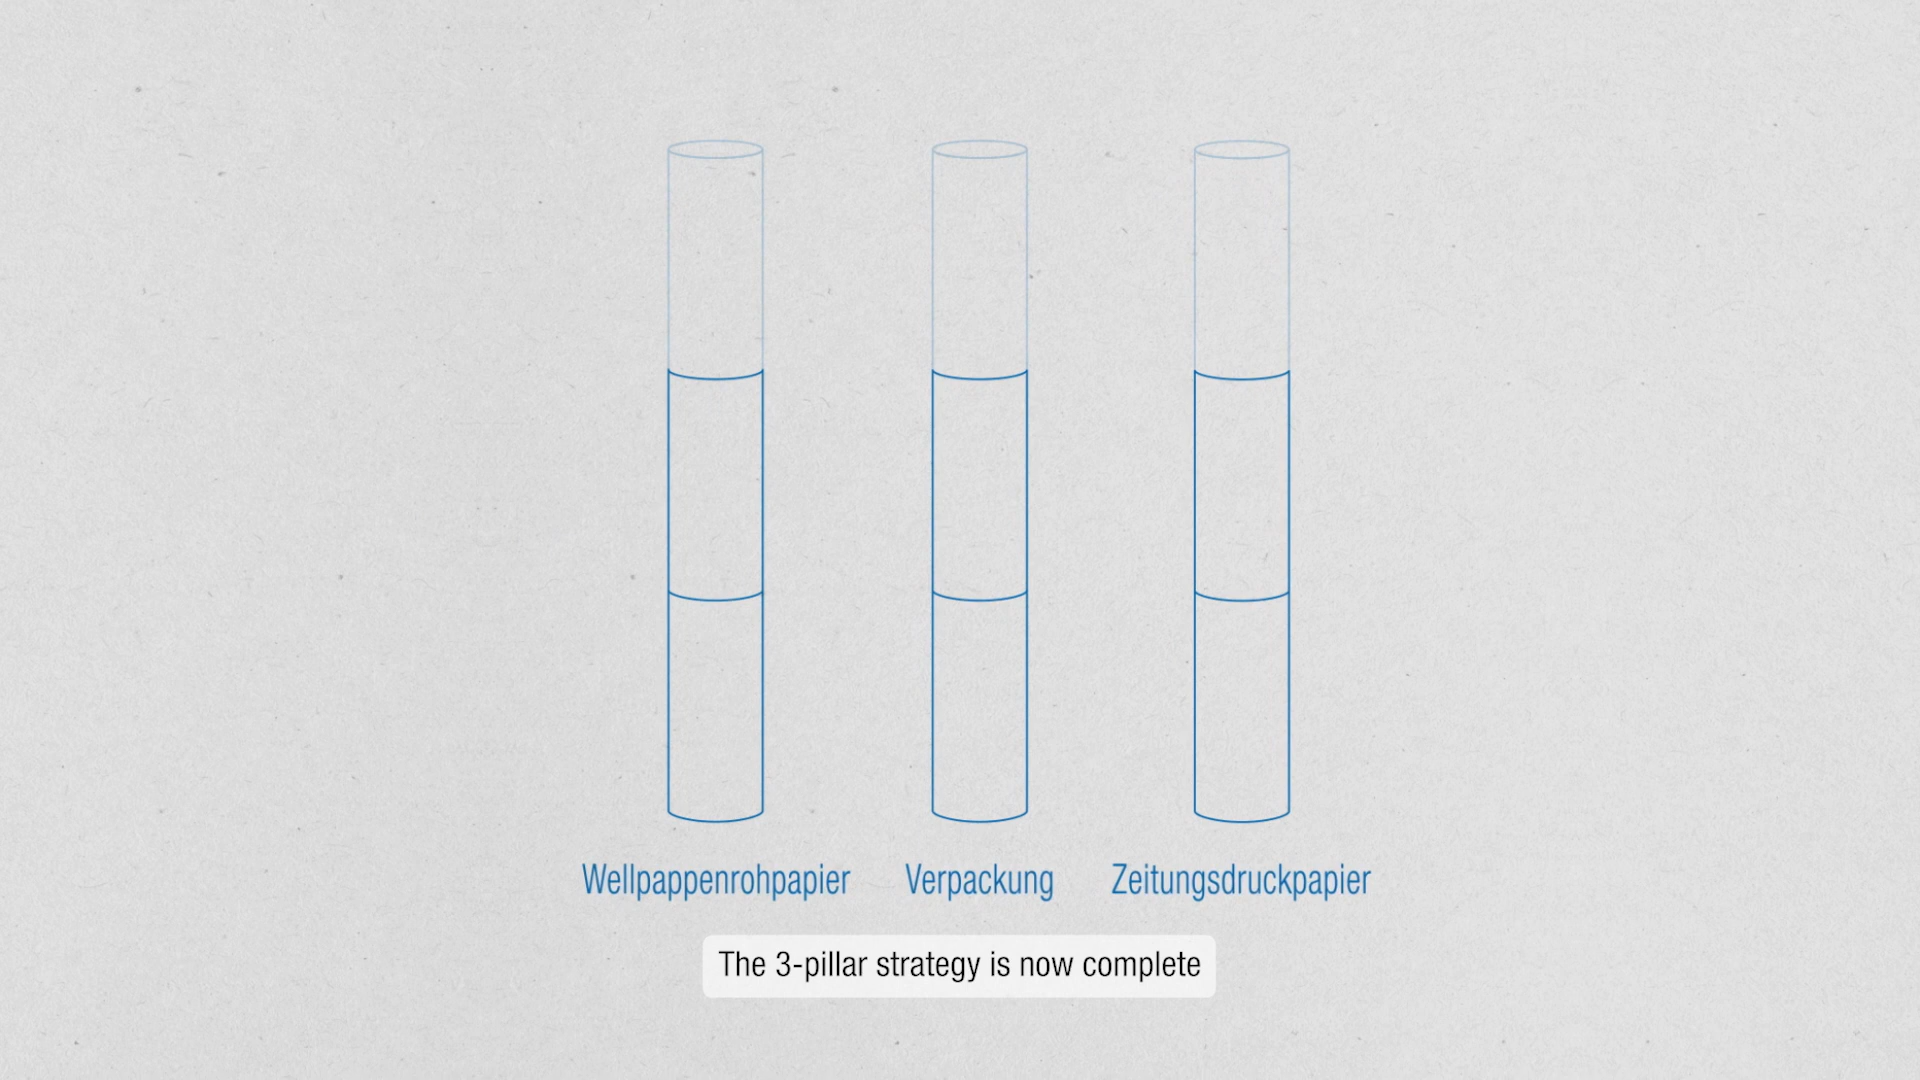 Wellpappenrohpapier Verpackung Zeitungsdruckpapier
The 3-pillar strategy is now complete